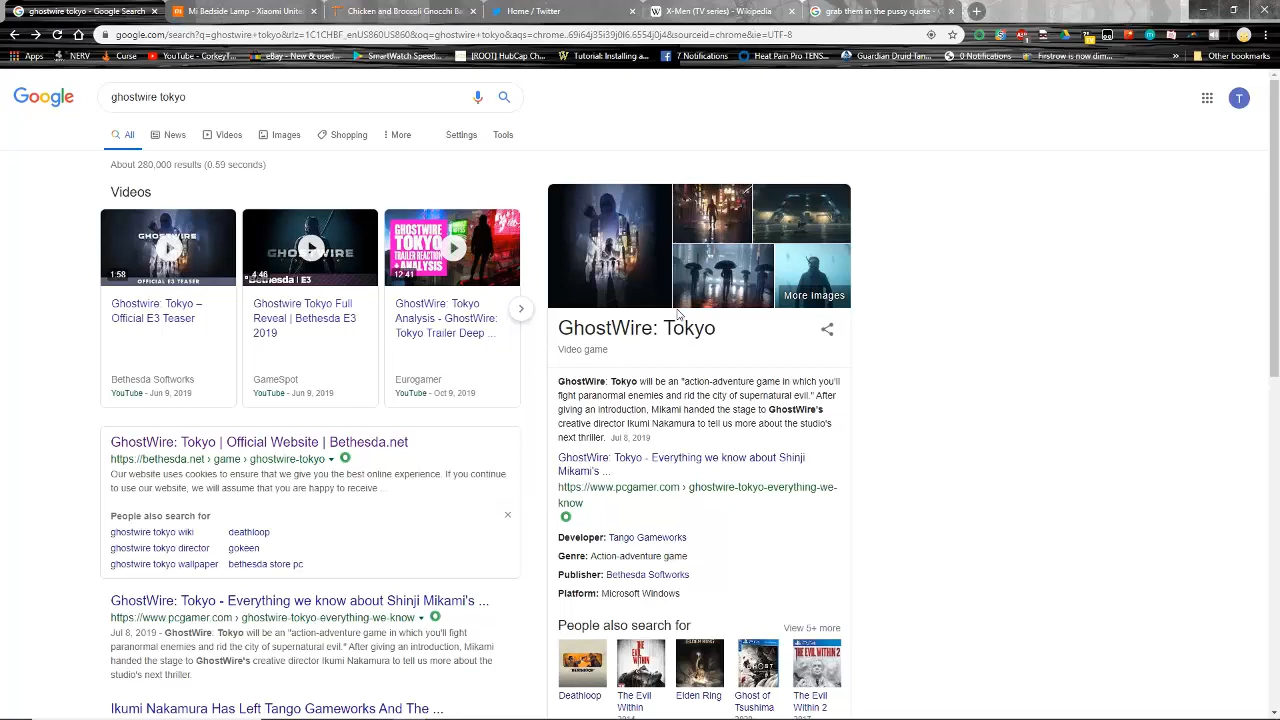 ghostwire tokyo - Google Search
Mi Bedside Lamp - Xiaomi Unite
Chicken and Broccoli Gnocchi Bo
Home / Twitter
X-Men (TV series) - Wikipedia
grab them in the pussy quote -
Apps
NERV
Curse
YouTube - CorkeyT...
eBay - New & used...
SmartWatch Speed...
[ROOT] HubCap Ch...
Tutorial: Installing a...
7 Notifications
Heat Pain Pro TENS...
Guardian Druid Tan...
0 Notifications
Firstrow is now dim...
»
Other bookmarks
Google
ghostwire tokyo
T
All
News
Videos
Images
Shopping
More
Settings
Tools
About 280,000 results (0.59 seconds)
Videos
GHOSTWIRE
OFFICIAL E3 TEASER
1:58
Ghostwire: Tokyo –
Official E3 Teaser
Bethesda Softworks
YouTube - Jun 9, 2019
GHOSTWIRE
4:46
Bethesda | E3
Ghostwire Tokyo Full
Reveal | Bethesda E3
2019
GameSpot
YouTube - Jun 9, 2019
GHOSTWIRE
TOKYO
TRAILER REACTION
+ ANALYSIS
12:41
GhostWire: Tokyo
Analysis - GhostWire:
Tokyo Trailer Deep ...
Eurogamer
YouTube - Oct 9, 2019
GhostWire: Tokyo | Official Website | Bethesda.net
https://bethesda.net › game › ghostwire-tokyo
Our website uses cookies to ensure that we give you the best online experience. If you continue
to use our website, we will assume that you are happy to receive ...
People also search for
ghostwire tokyo wiki
deathloop
ghostwire tokyo director
gokeen
ghostwire tokyo wallpaper
bethesda store pc
GhostWire: Tokyo - Everything we know about Shinji Mikami's ...
https://www.pcgamer.com › ghostwire-tokyo-everything-we-know
Jul 8, 2019 - GhostWire: Tokyo will be an "action-adventure game in which you'll
fight paranormal enemies and rid the city of supernatural evil." After giving an introduction, Mikami
handed the stage to GhostWire's creative director Ikumi Nakamura to tell us more about the
studio's next thriller.
Ikumi Nakamura Has Left Tango Gameworks And The ...
More images
GhostWire: Tokyo
Video game
GhostWire: Tokyo will be an "action-adventure game in which you'll
fight paranormal enemies and rid the city of supernatural evil." After
giving an introduction, Mikami handed the stage to GhostWire's
creative director Ikumi Nakamura to tell us more about the studio's
next thriller. Jul 8, 2019
GhostWire: Tokyo - Everything we know about Shinji
Mikami's ...
https://www.pcgamer.com › ghostwire-tokyo-everything-we-
know
Developer: Tango Gameworks
Genre: Action-adventure game
Publisher: Bethesda Softworks
Platform: Microsoft Windows
People also search for
View 5+ more
Deathloop
The Evil
Within
Elden Ring
Ghost of
Tsushima
The Evil
Within 2